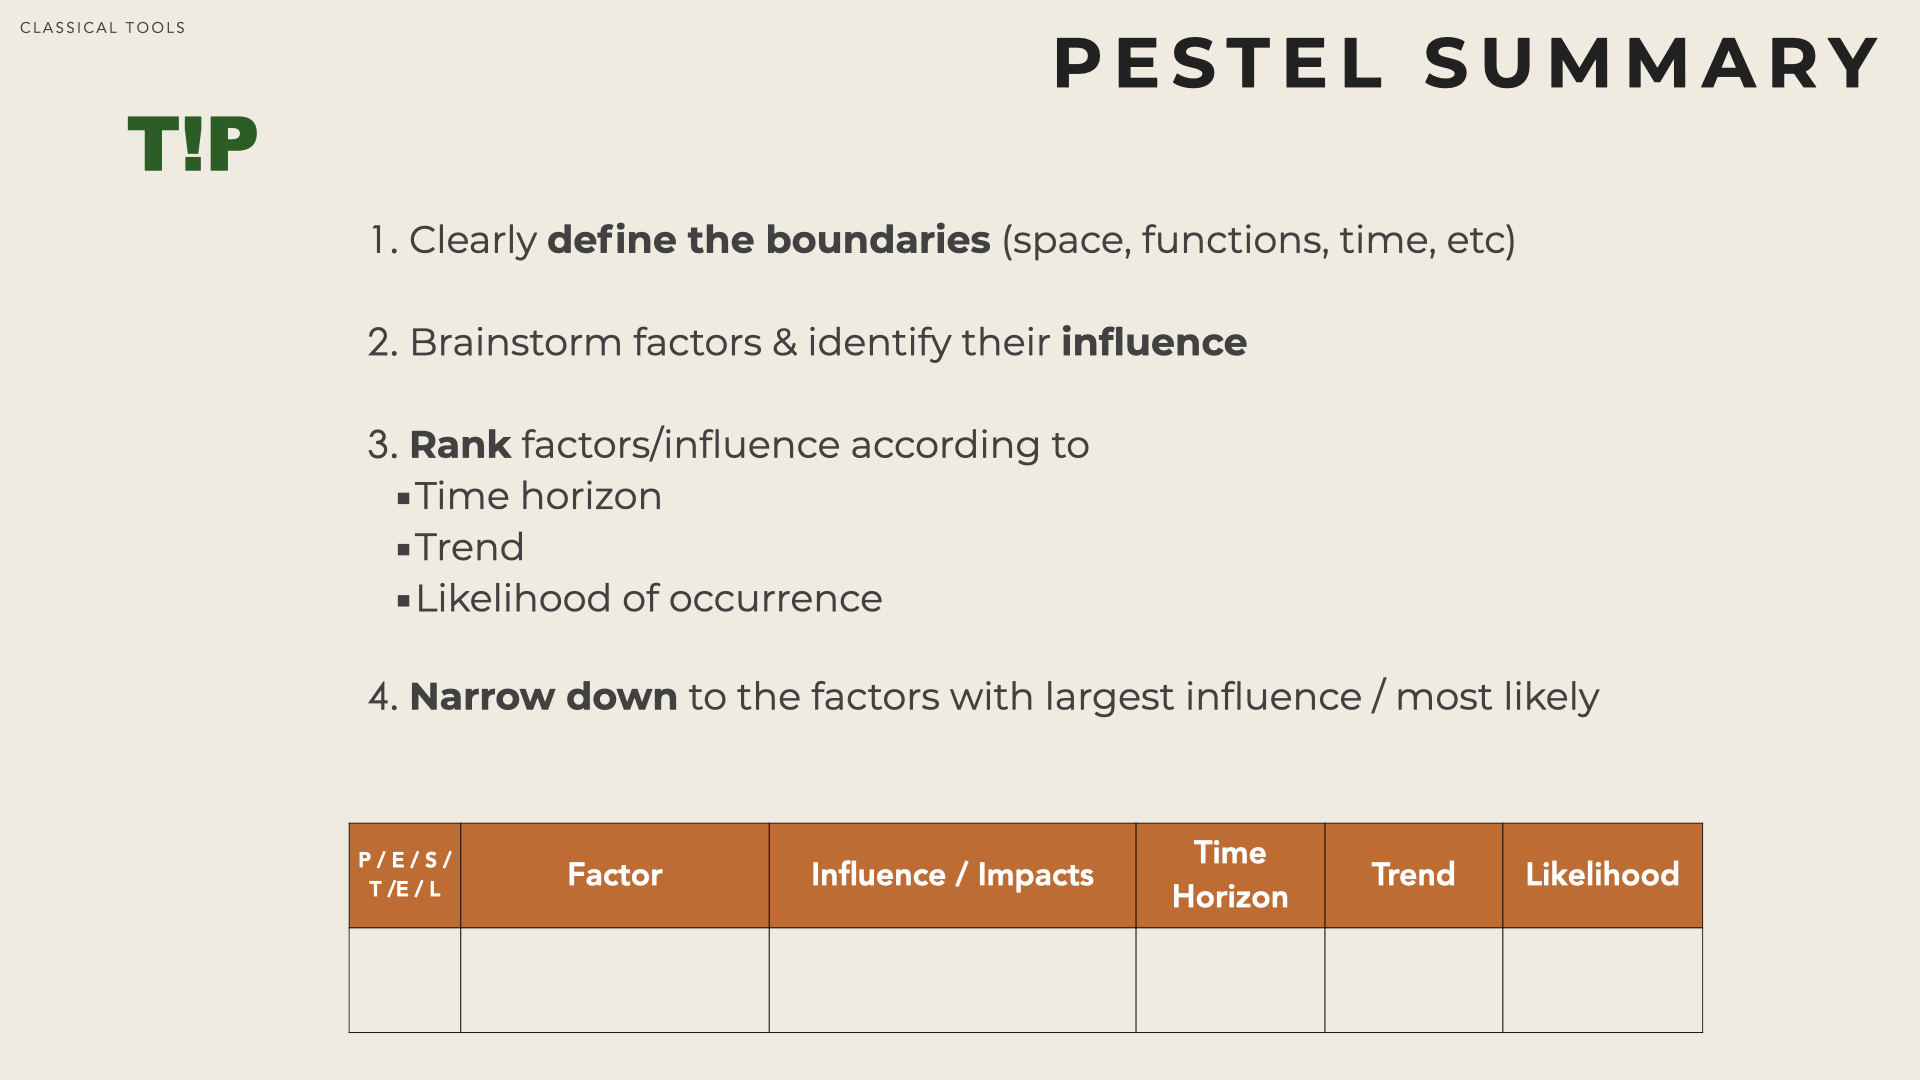 CLASSICAL TOOLS
PESTEL SUMMARY
T!P
1. Clearly define the boundaries (space, functions, time, etc)
2. Brainstorm factors & identify their influence
3. Rank factors/influence according to
▪Time horizon
▪Trend
▪Likelihood of occurrence
4. Narrow down to the factors with largest influence / most likely
P / E / S /
T /E / L
Factor
Influence / Impacts
Time
Horizon
Trend
Likelihood